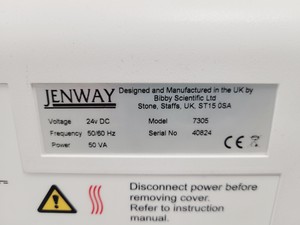 JENWAY
Designed and Manufactured in the UK by
Bibby Scientific Ltd
Stone, Staffs, UK, ST15 0SA
Voltage 24v DC Model 7305
Frequency 50/60 Hz Serial No 40824
Power 50 VA CE
Disconnect power before
removing cover.
Refer to instruction
manual.